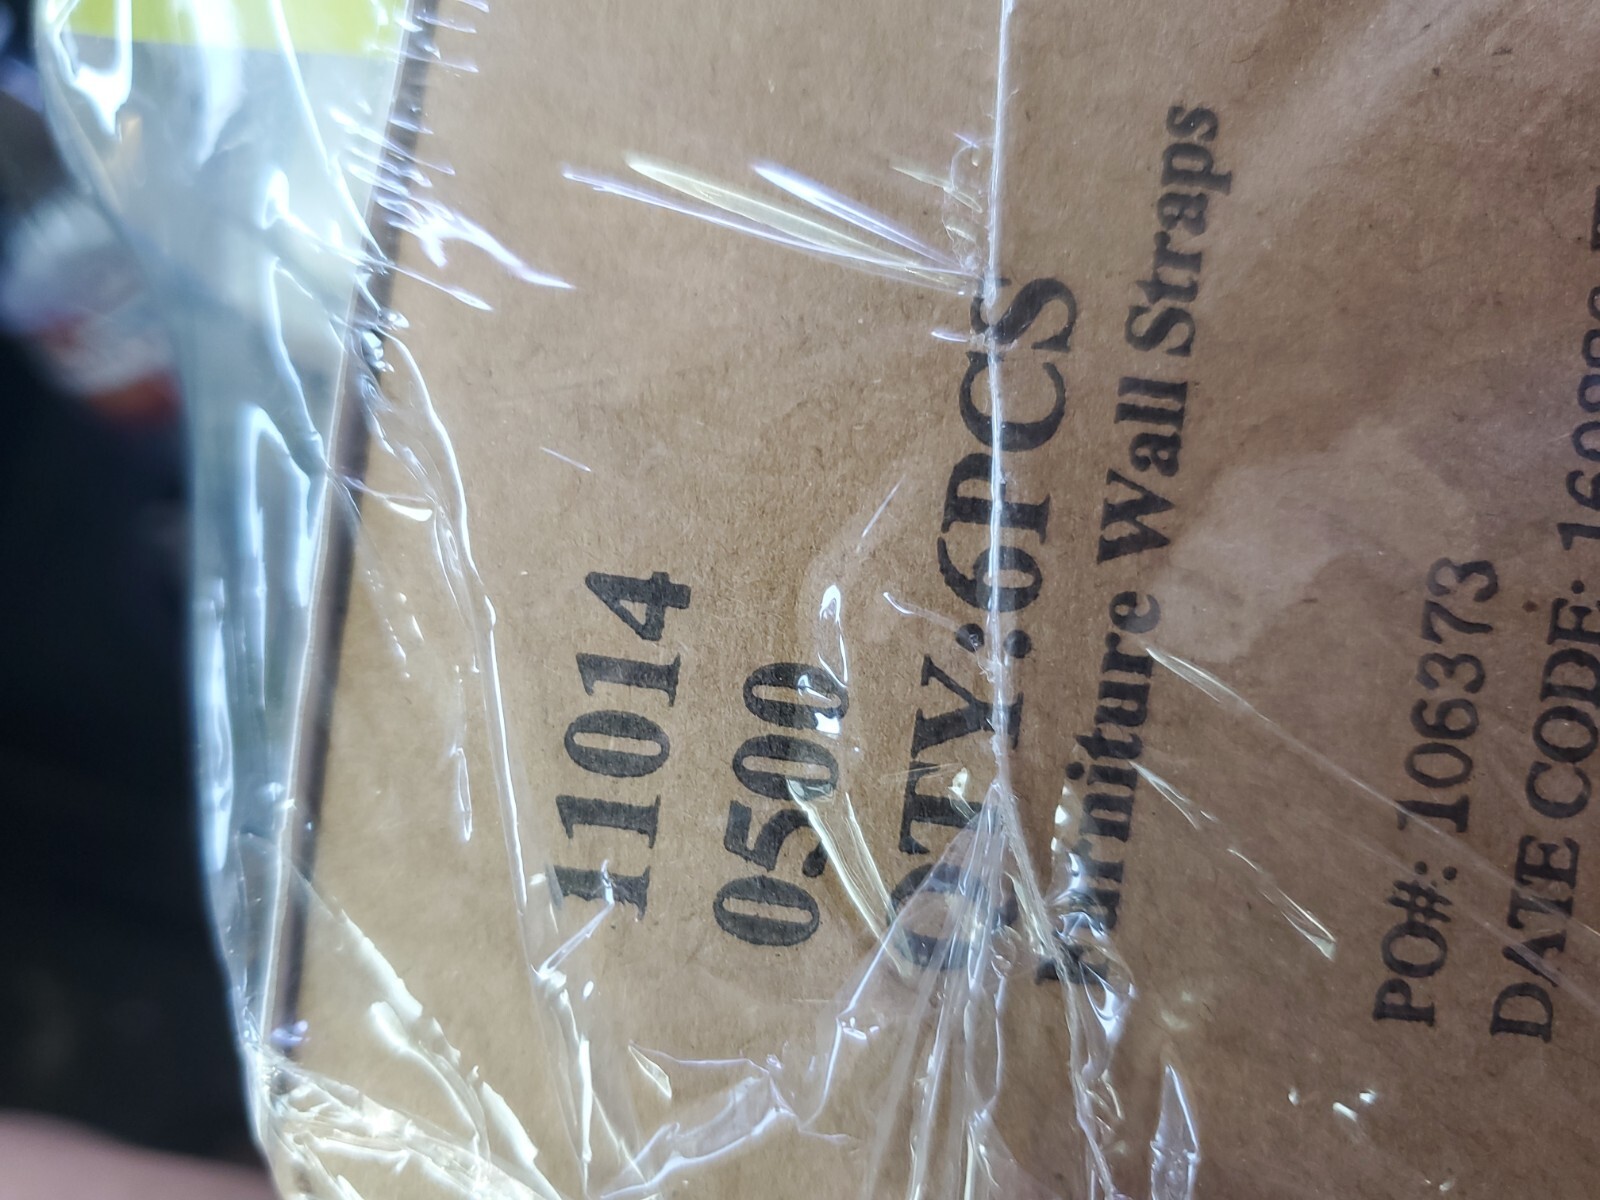 11014
0500
QTY:6PCS
Furniture Wall Straps
PO#: 106373
DATE CODE: